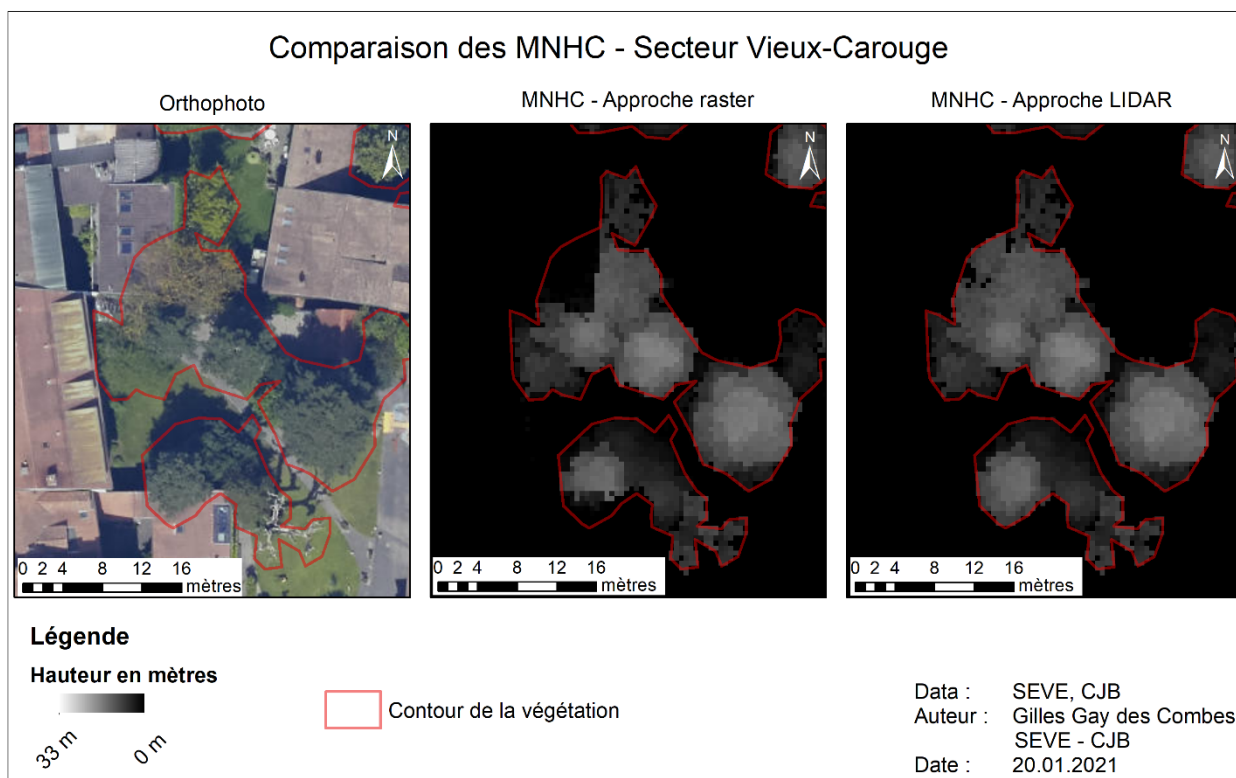 Comparaison des MNHC - Secteur Vieux-Carouge
Orthophoto
MNHC - Approche raster
MNHC - Approche LIDAR
N
N
N
0 2 4 8 12 16
mètres
0 2 4 8 12 16
mètres
0 2 4 8 12 16
mètres
Légende
Hauteur en mètres
33 m
0 m
Contour de la végétation
Data : SEVE, CJB
Auteur : Gilles Gay des Combes
SEVE - CJB
Date : 20.01.2021